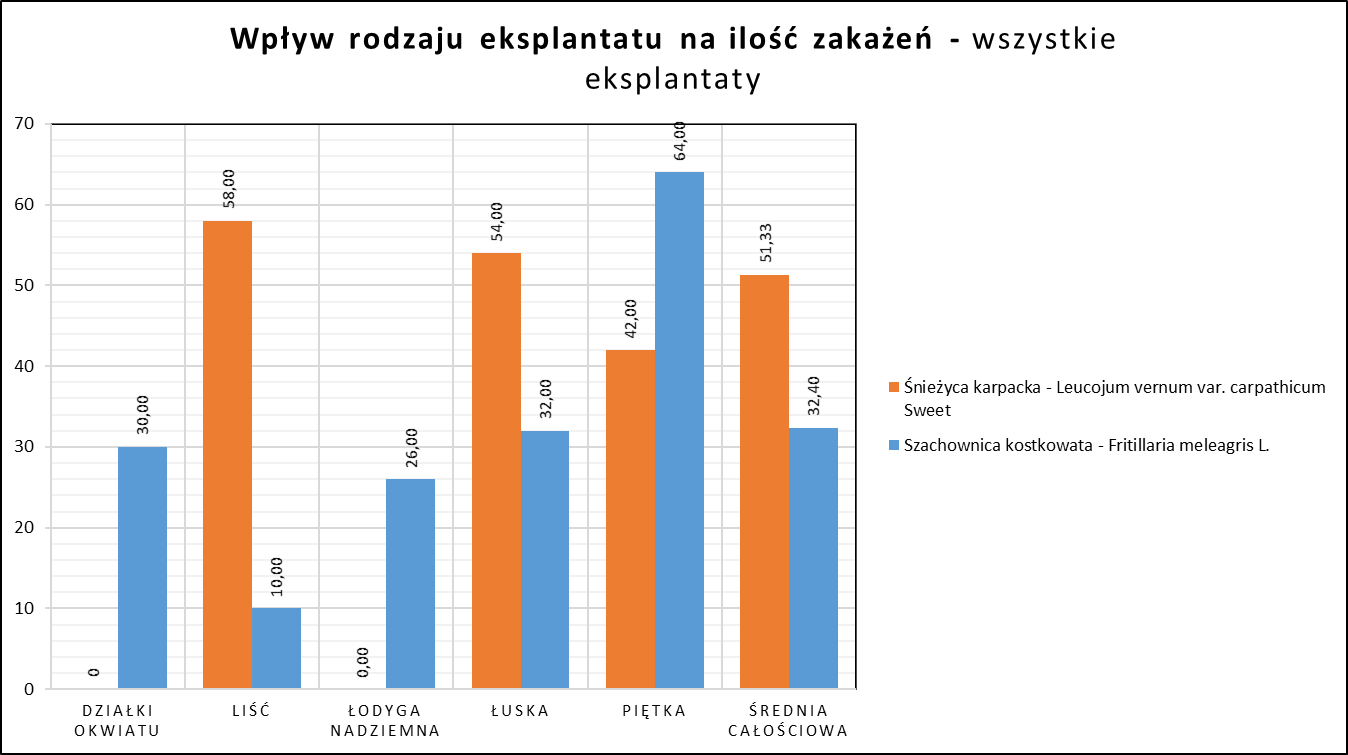 Wpływ rodzaju eksplantatu na ilość zakażeń - wszystkie
eksplantaty
70
60
50
40
30
20
10
0
0
30,00
58,00
10,00
0,00
26,00
54,00
32,00
42,00
64,00
51,33
32,40
DZIAŁKI
OKWIATU
LIŚĆ
ŁODYGA
NADZIEMNA
ŁUSKA
PIĘTKA
ŚREDNIA
CAŁOŚCIOWA
Śnieżyca karpacka - Leucojum vernum var. carpathicum
Sweet
Szachownica kostkowata - Fritillaria meleagris L.